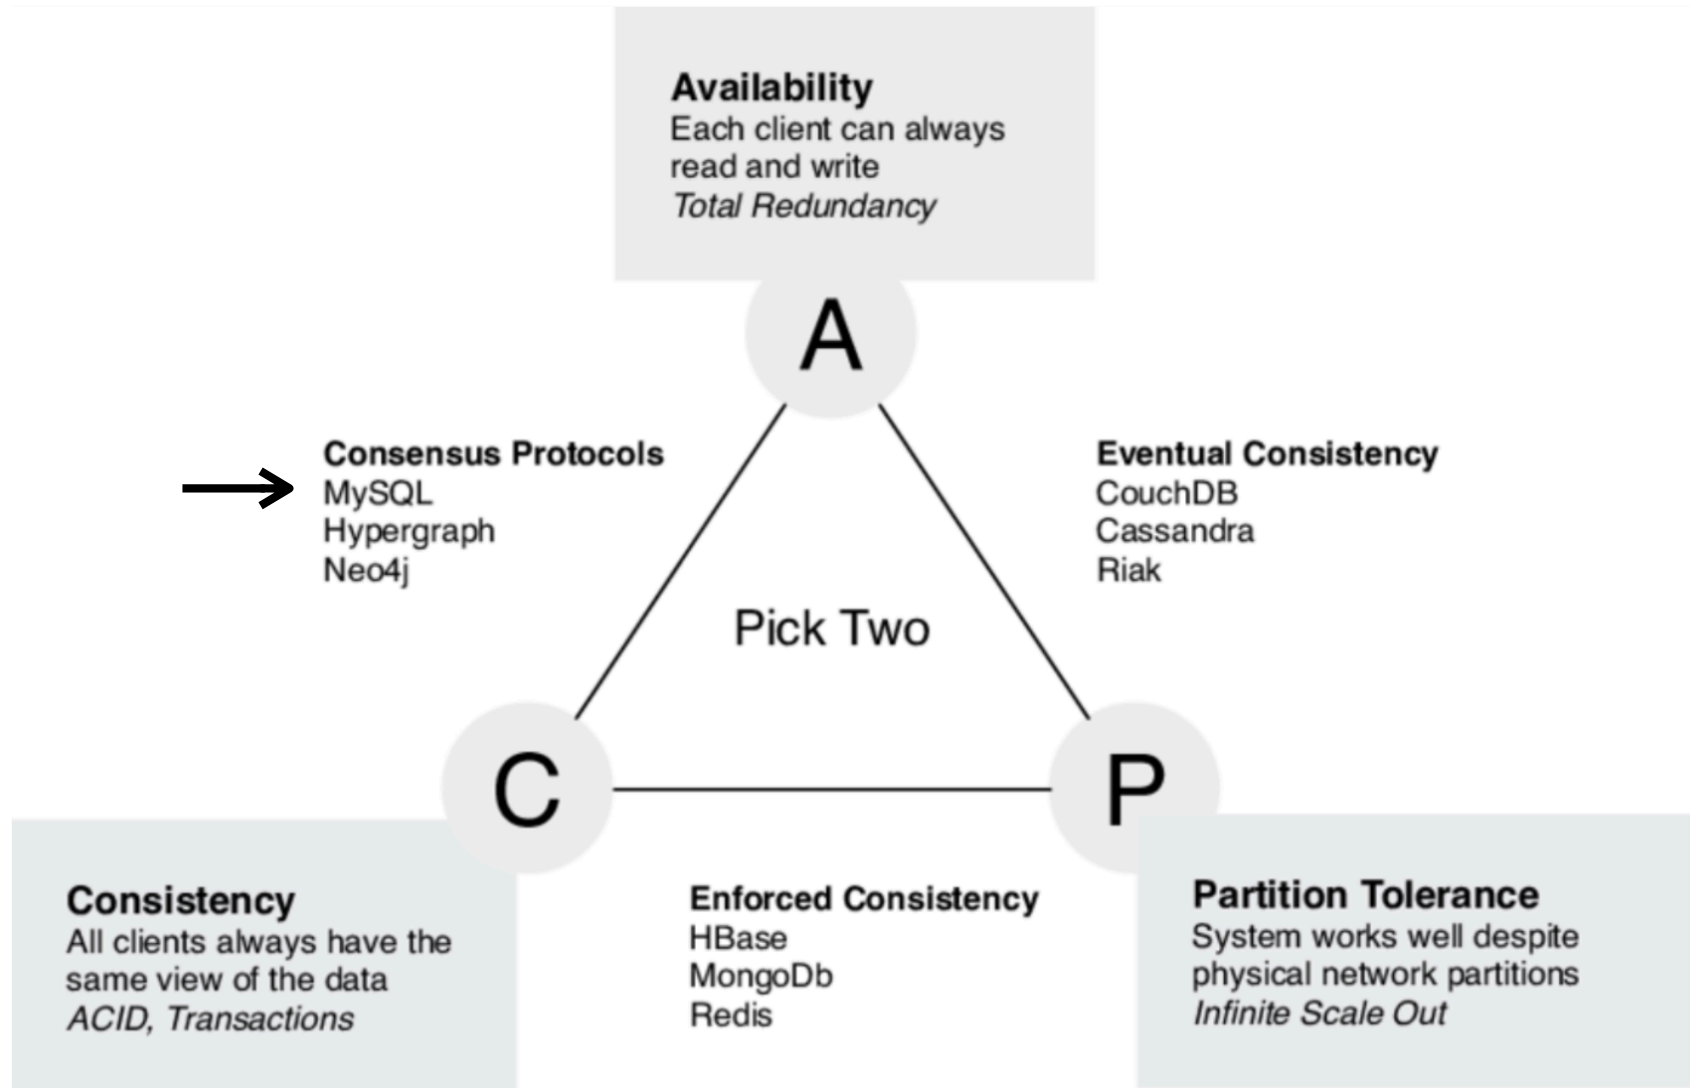 Availability
Each client can always
read and write
Total Redundancy
A
Consensus Protocols
MySQL
Hypergraph
Neo4j
Eventual Consistency
CouchDB
Cassandra
Riak
Pick Two
C
P
Consistency
All clients always have the
same view of the data
ACID, Transactions
Enforced Consistency
HBase
MongoDb
Redis
Partition Tolerance
System works well despite
physical network partitions
Infinite Scale Out